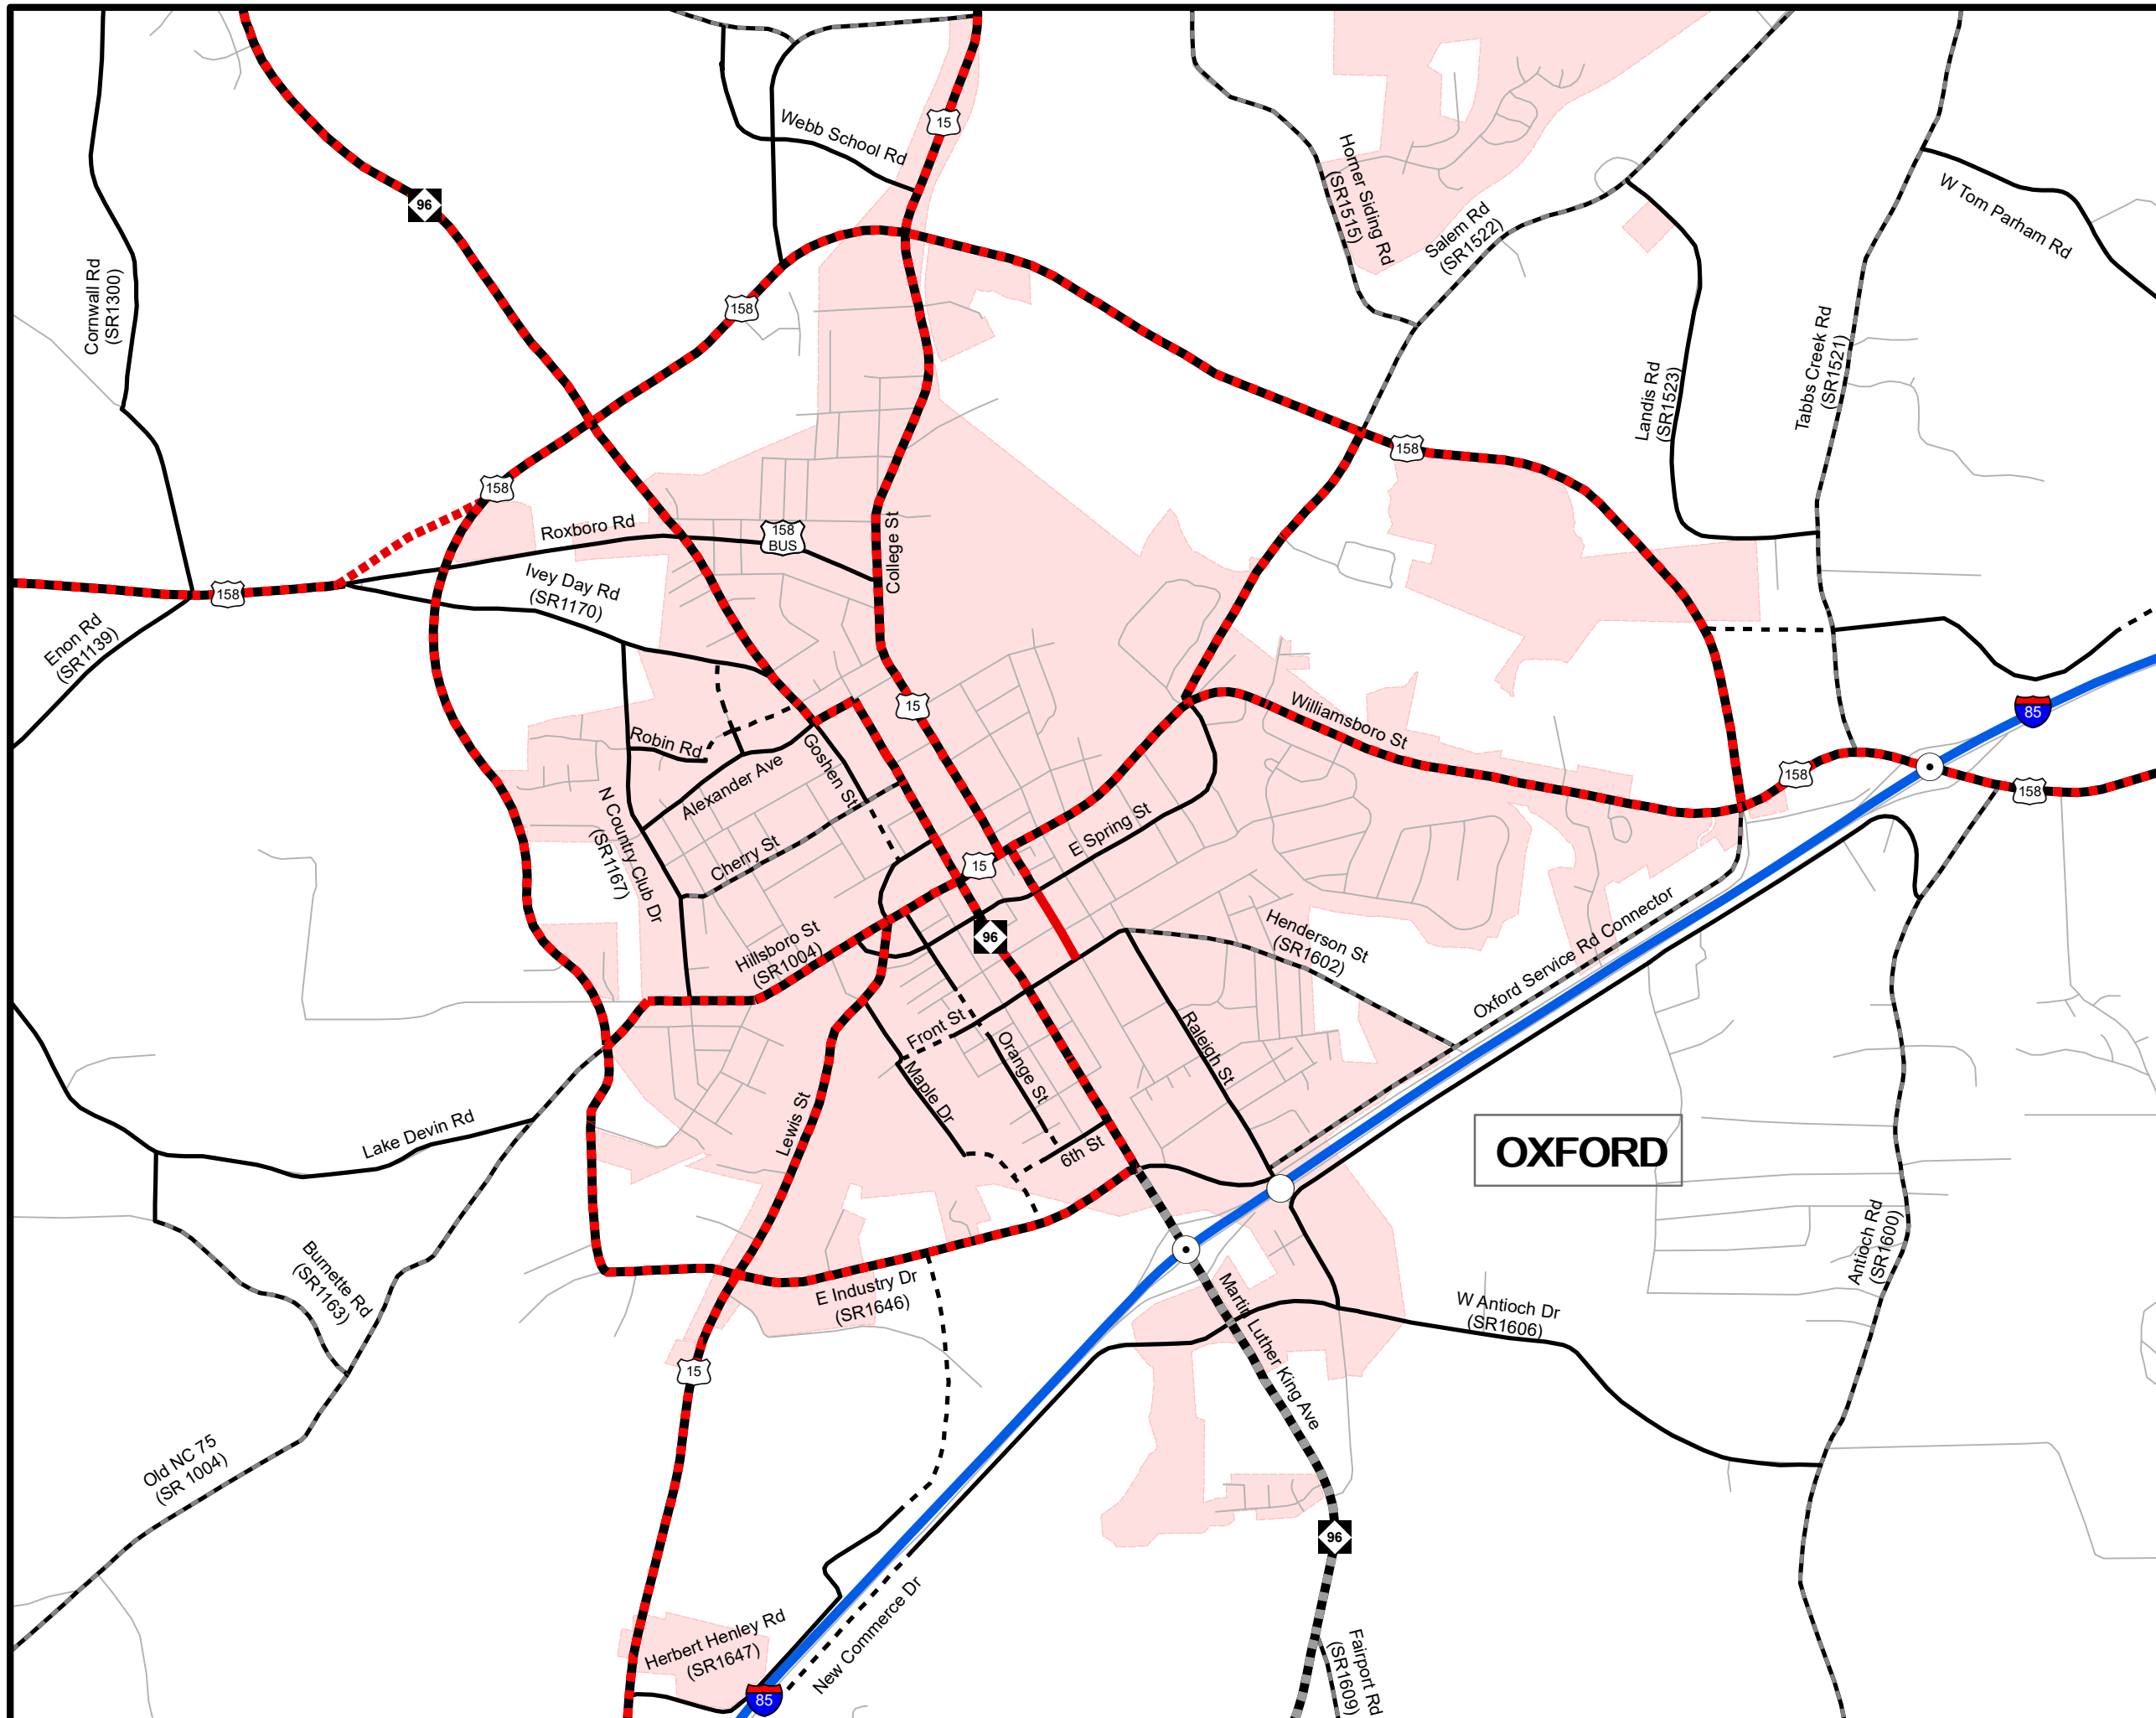 15
Webb School Rd
96
Horner Siding Rd
(SR1515)
Salem Rd
(SR1522)
W Tom Parham Rd
Cornwall Rd
(SR1300)
158
Landis Rd
(SR1523)
Tabbs Creek Rd
(SR1521)
158
158
Roxboro Rd
158
BUS
College St
Ivey Day Rd
(SR1170)
158
Enon Rd
(SR1139)
15
Williamsboro St
85
Robin Rd
Goshen St
Alexander Ave
158
158
N Country Club Dr
(SR1167)
Cherry St
E Spring St
15
Hillsboro St
(SR1004)
96
Henderson St
(SR1602)
Oxford Service Rd Connector
Front St
Orange St
Raleigh St
Maple Dr
Lewis St
Lake Devin Rd
6th St
OXFORD
Burnette Rd
(SR1163)
Antioch Rd
(SR1600)
E Industry Dr
(SR1646)
Martin Luther King Ave
W Antioch Dr
(SR1606)
15
Old NC 75
(SR 1004)
96
New Commerce Dr
Herbert Henley Rd
(SR1647)
Fairport Rd
(SR1609)
85